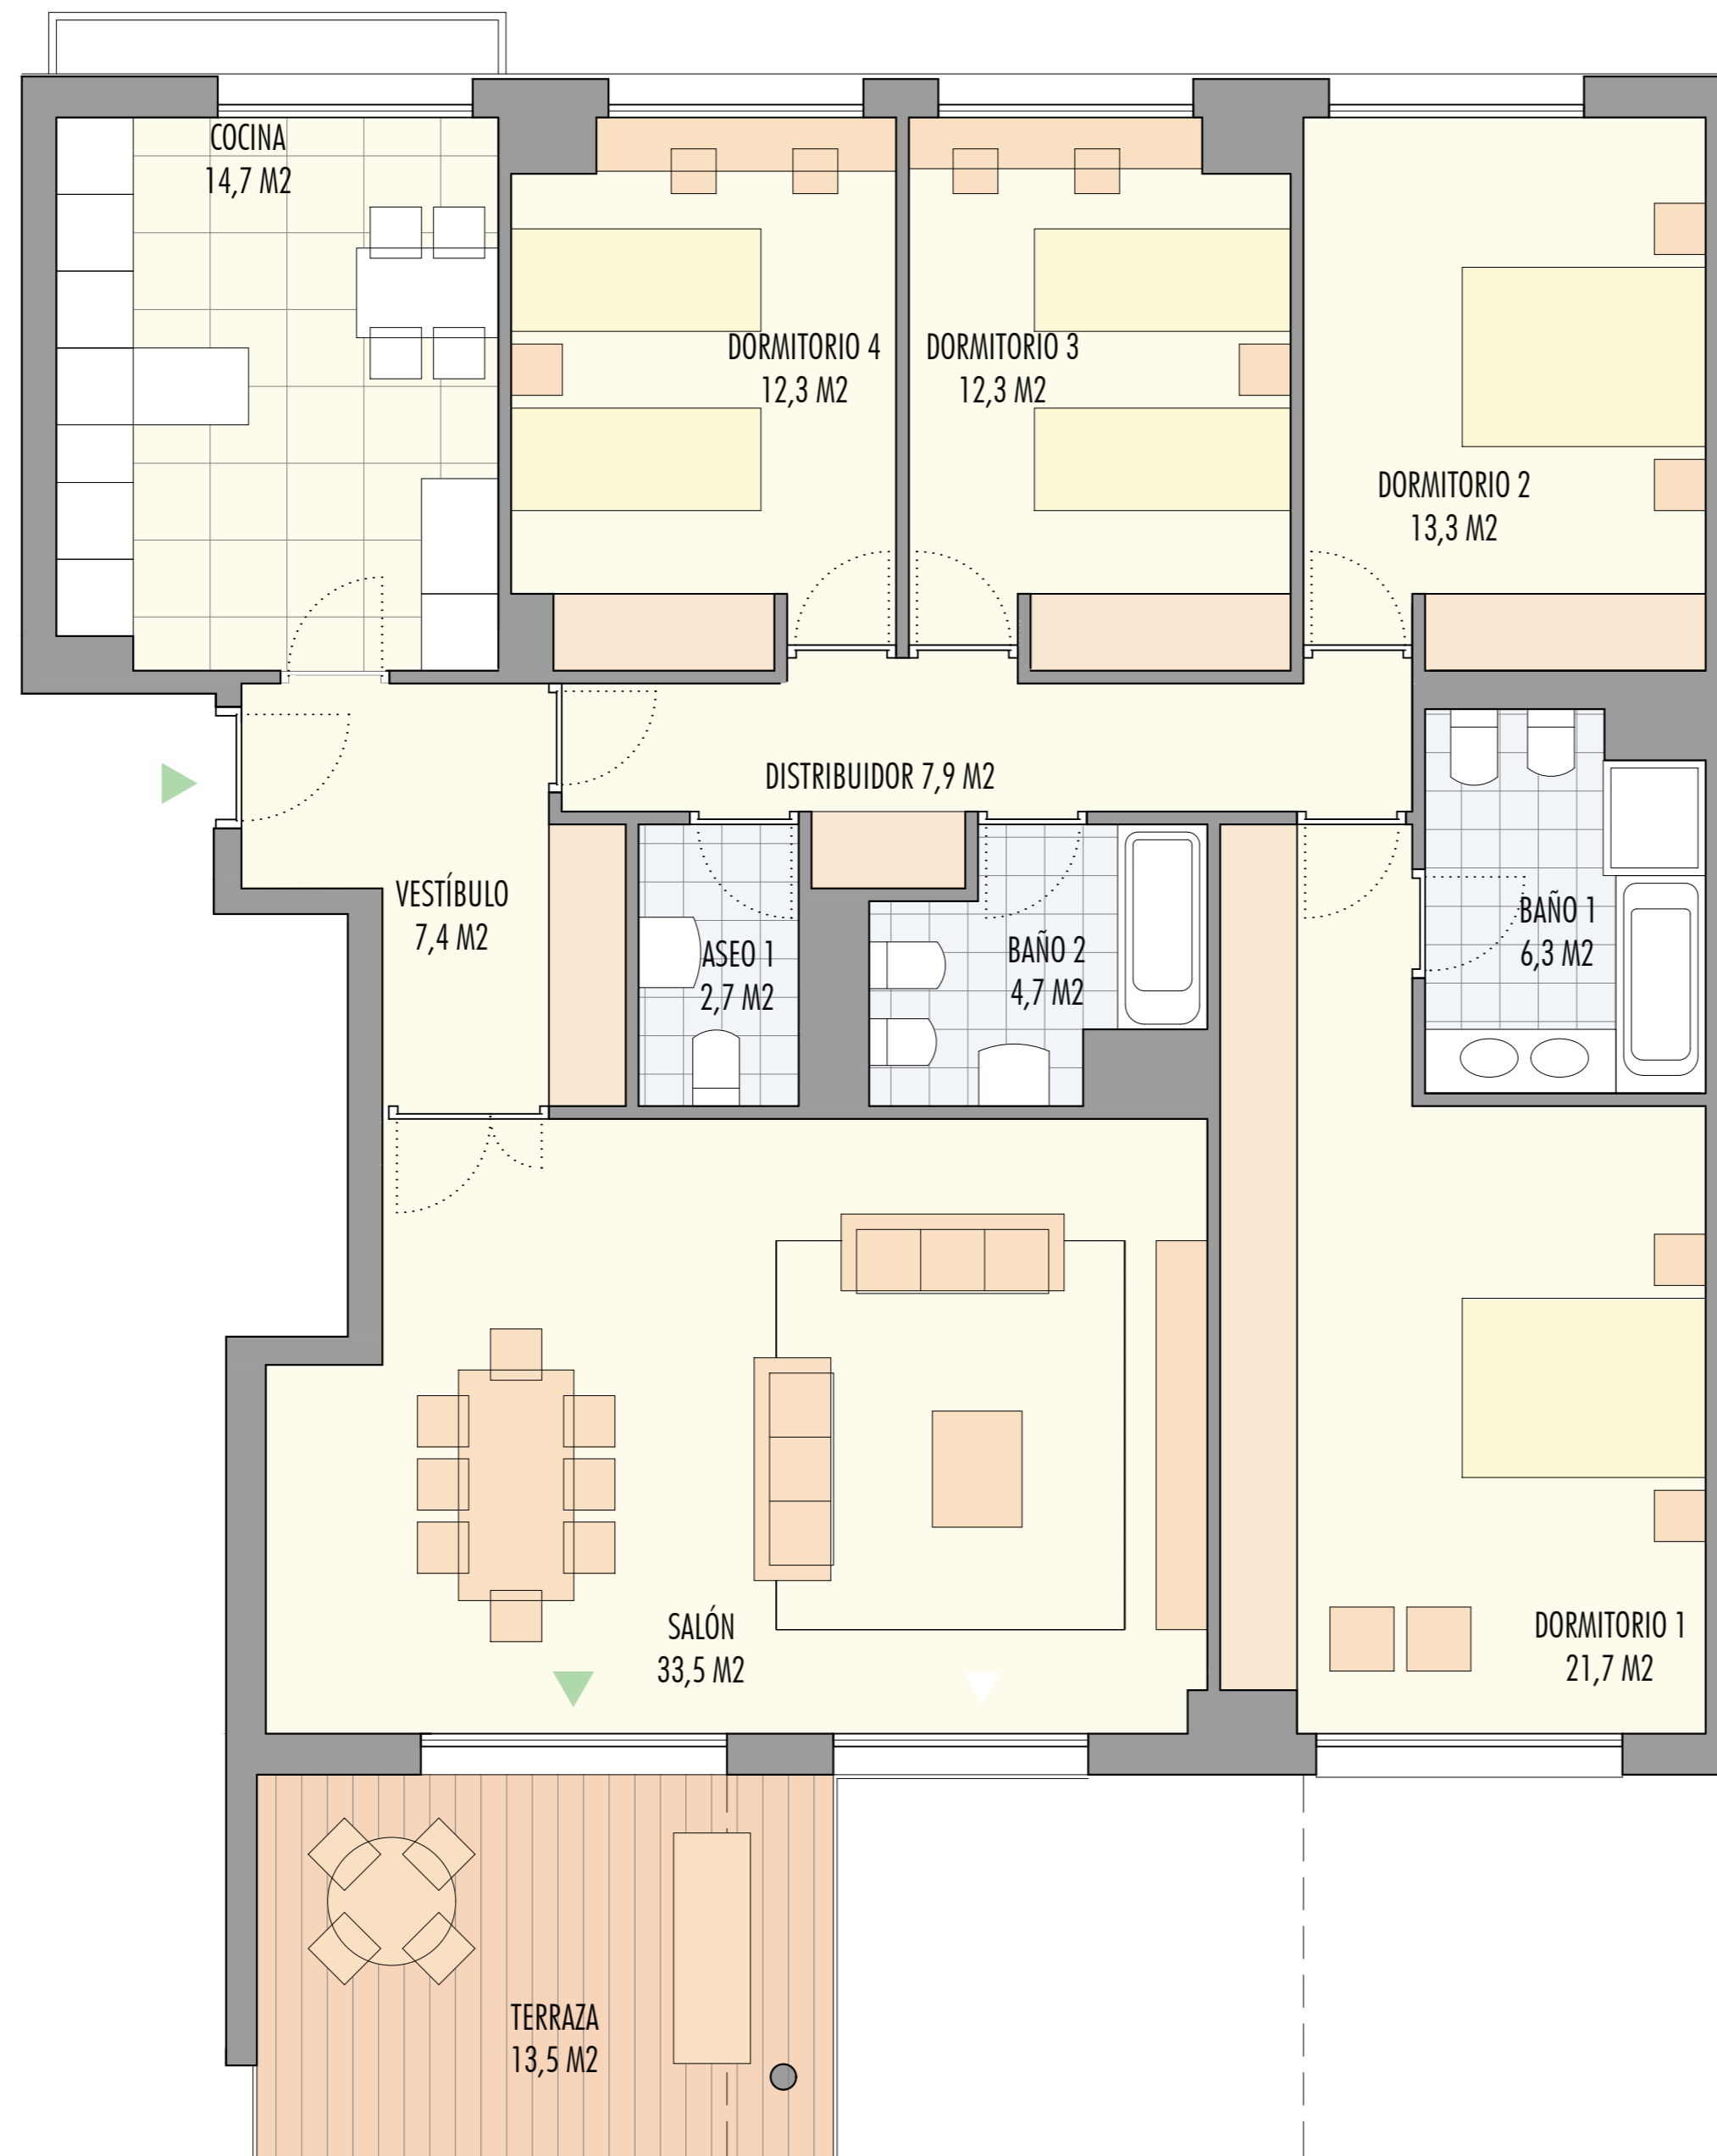 COCINA
14,7 M2
DORMITORIO 4
12,3 M2
DORMITORIO 3
12,3 M2
DORMITORIO 2
13,3 M2
DISTRIBUIDOR 7,9 M2
VESTÍBULO
7,4 M2
ASEO 1
2,7 M2
BAÑO 2
4,7 M2
BAÑO 1
6,3 M2
SALÓN
33,5 M2
DORMITORIO 1
21,7 M2
TERRAZA
13,5 M2